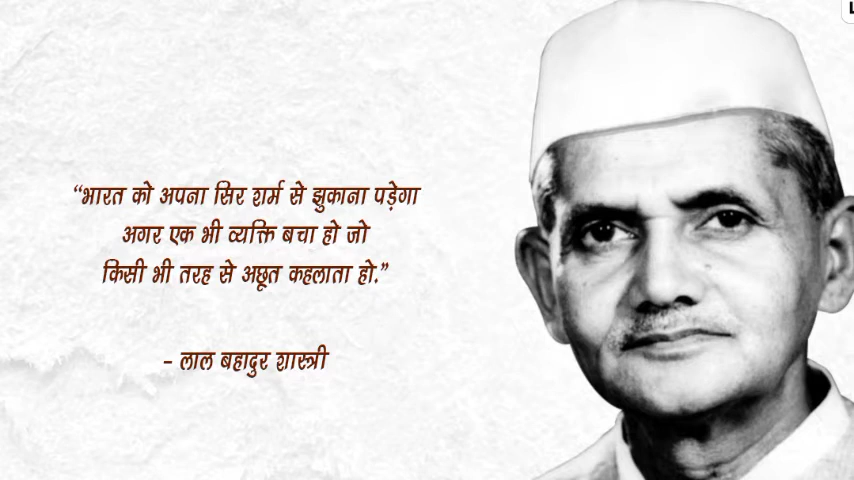 “भारत को अपना सिर शर्म से झुकाना पड़ेगा
अगर एक भी व्यक्ति बचा हो जो
किसी भी तरह से अछूत कहलाता हो.”
- लाल बहादुर शास्त्री